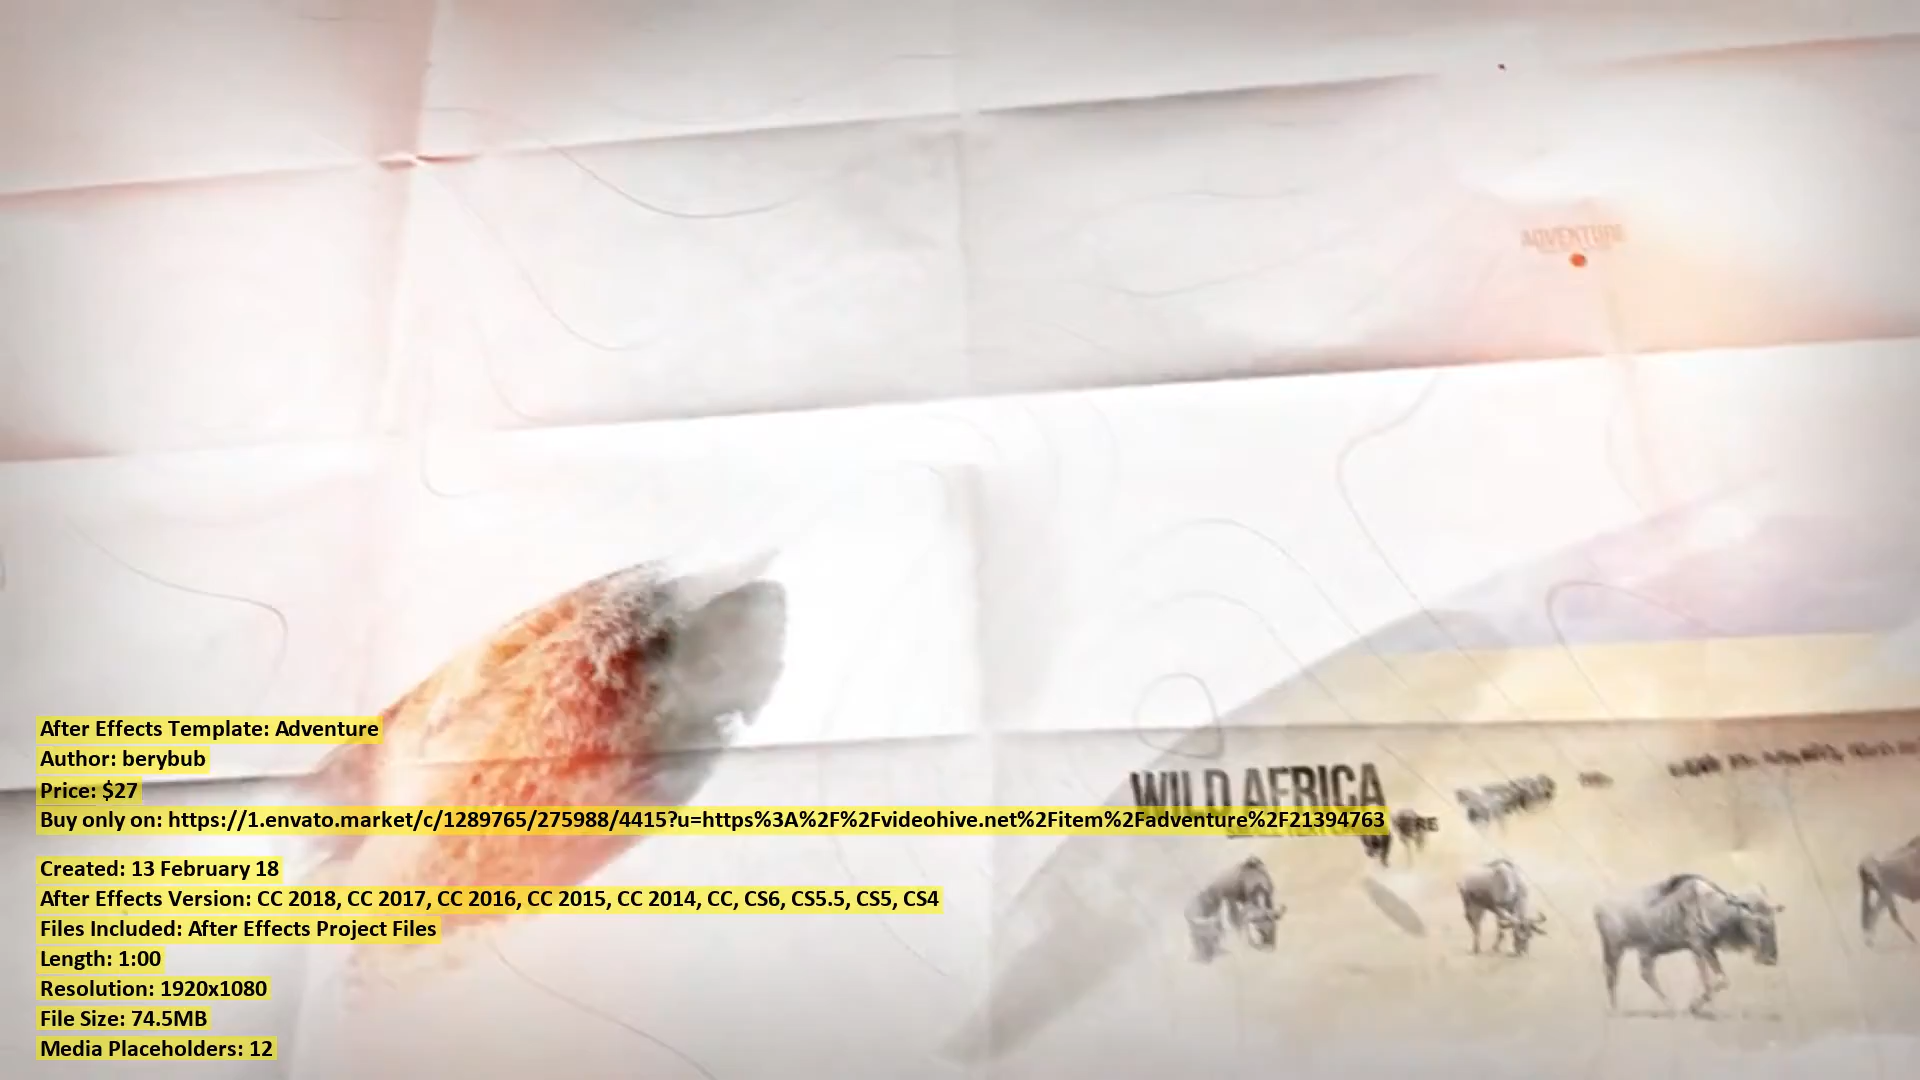 ADVENTURE
After Effects Template: Adventure
Author: berybub
Price: $27
WILD AFRICA
Buy only on: https://1.envato.market/c/1289765/275988/4415?u=https%3A%2F%2Fvideohive.net%2Fitem%2Fadventure%2F21394763
Created: 13 February 18
After Effects Version: CC 2018, CC 2017, CC 2016, CC 2015, CC 2014, CC, CS6, CS5.5, CS5, CS4
Files Included: After Effects Project Files
Length: 1:00
Resolution: 1920x1080
File Size: 74.5MB
Media Placeholders: 12